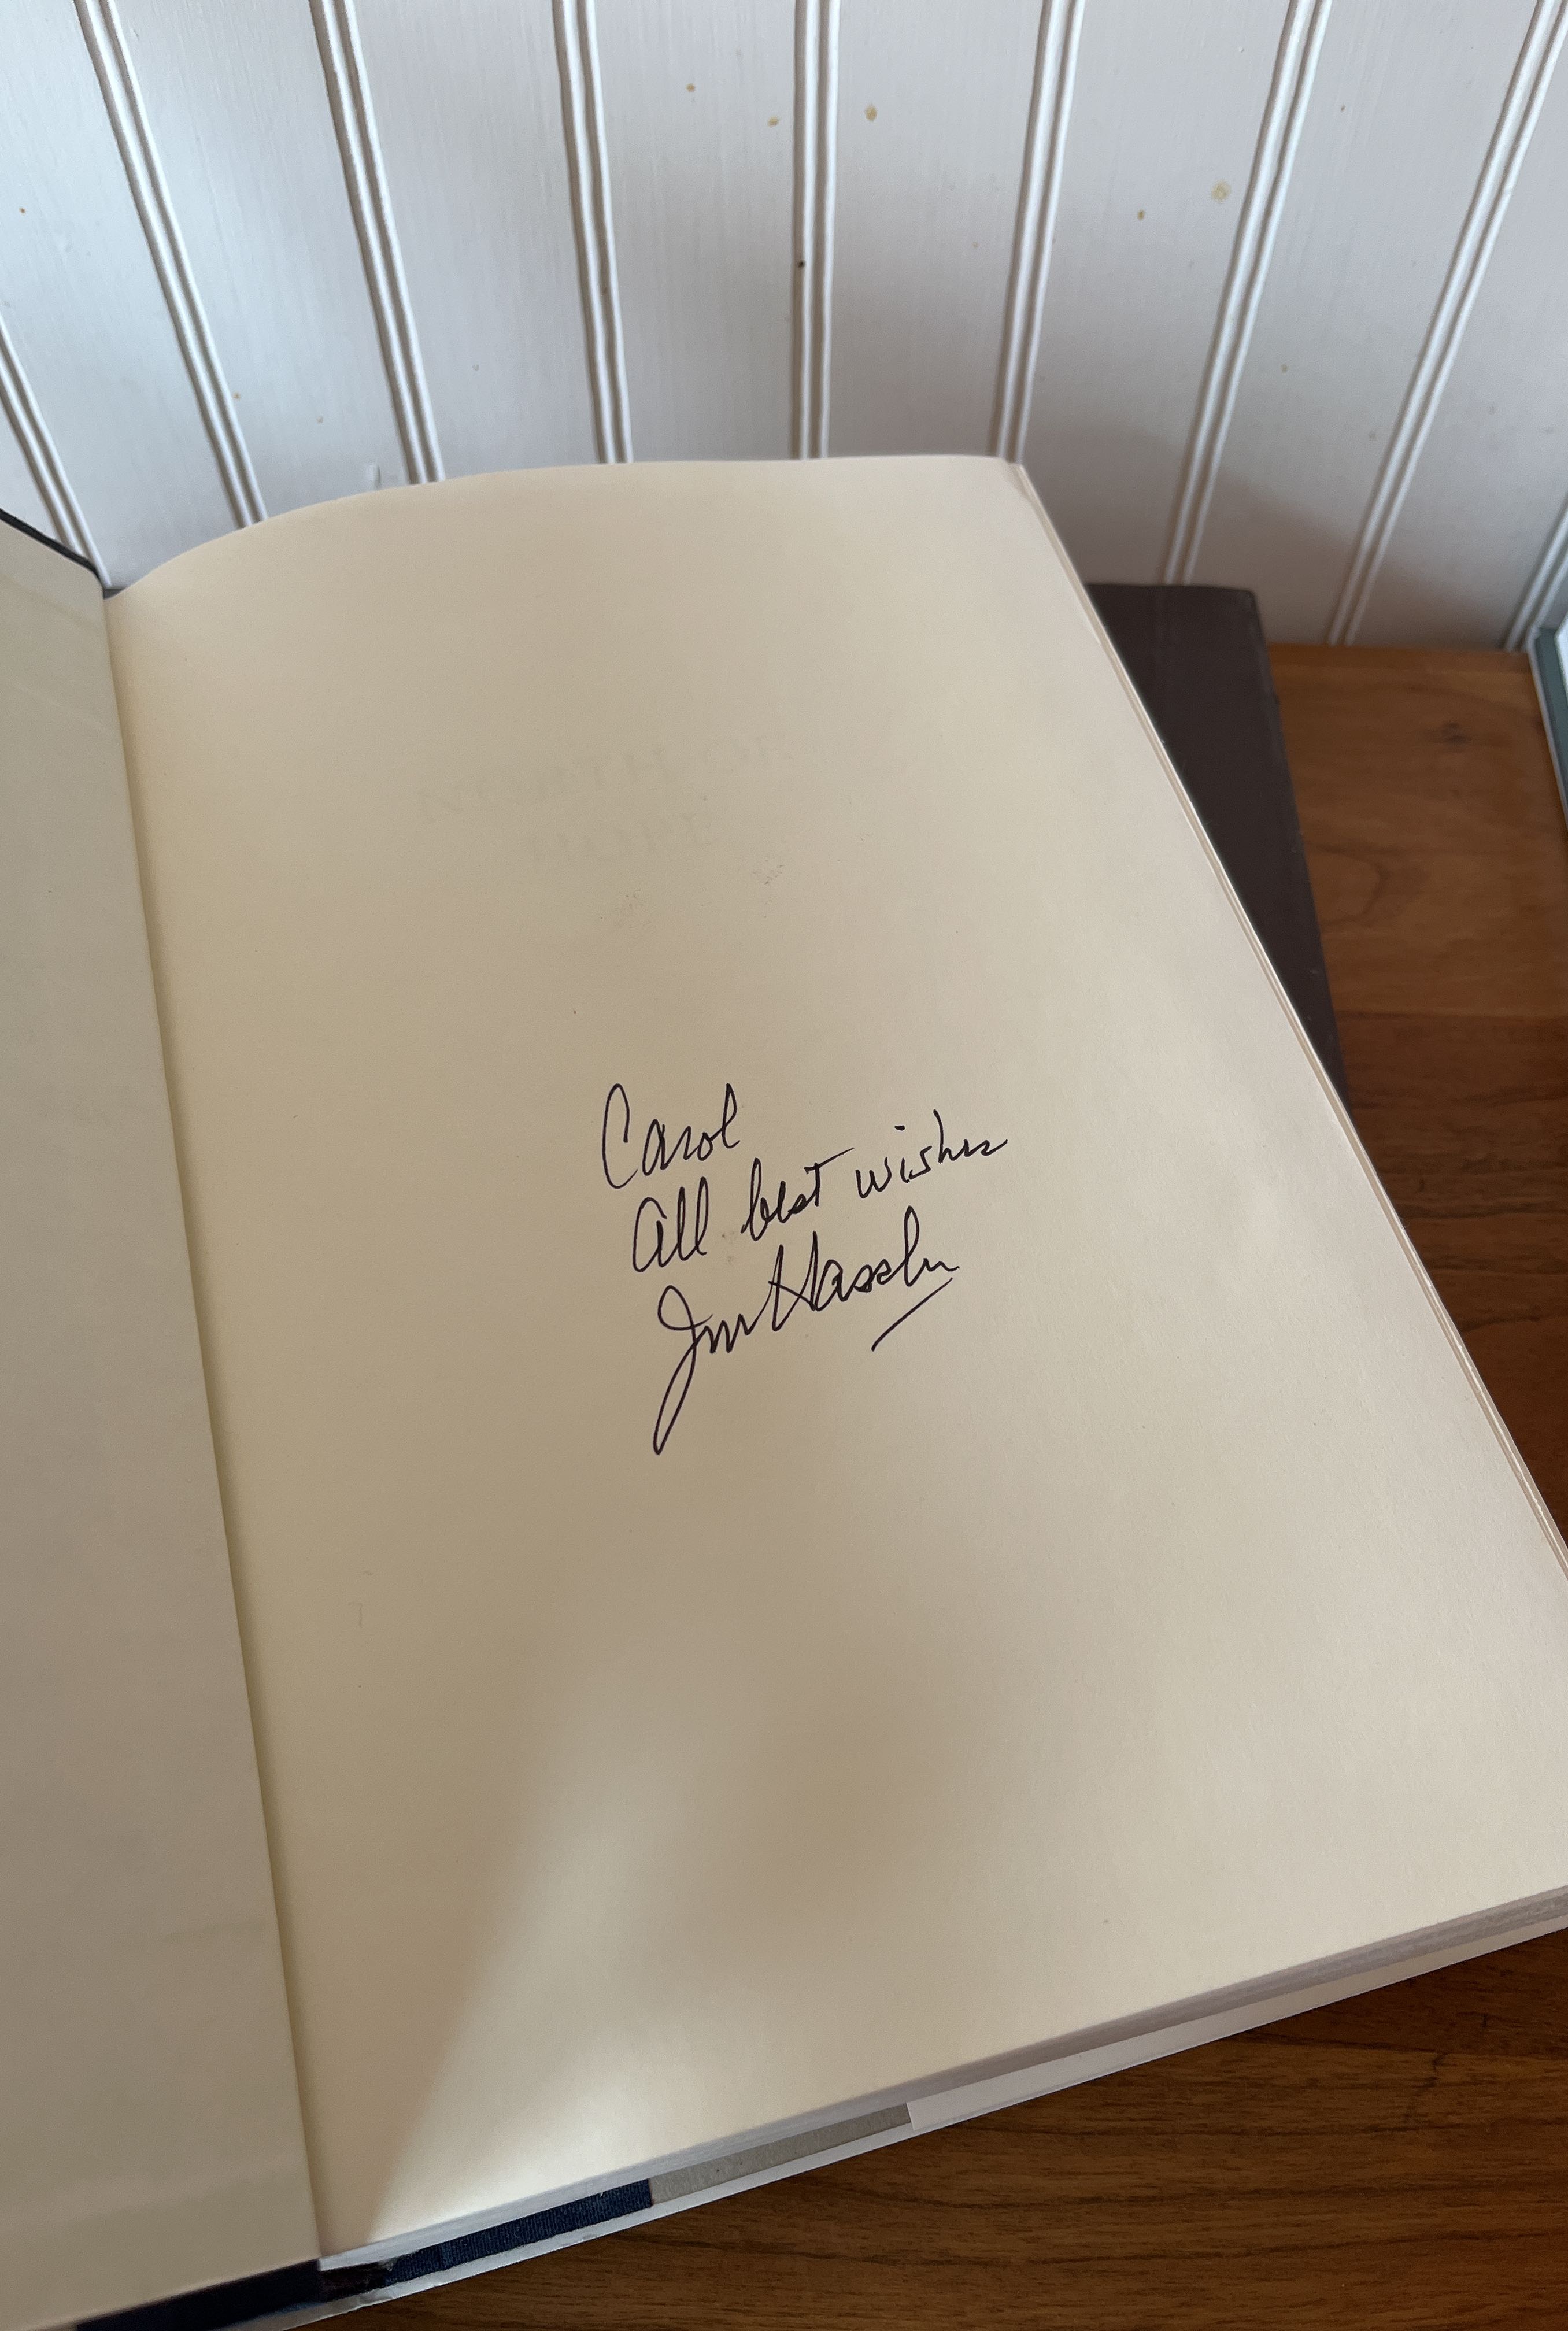 Carol
All best wishes
Jon Hassler